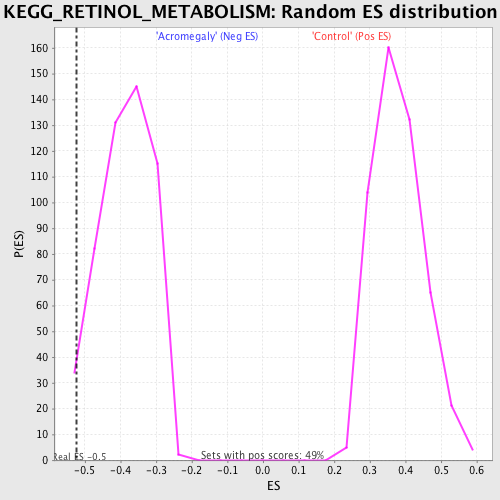 KEGG_RETINOL_METABOLISM: Random ES distribution
'Acromegaly' (Neg ES) 'Control' (Pos ES)
160
150
140
130
120
110
100
90
80
70
60
50
40
30
20
10
0
P(ES)
Real ES -0.5
Sets with pos scores: 49%
-0.5 -0.4 -0.3 -0.2 -0.1 0.0 0.1 0.2 0.3 0.4 0.5 0.6
ES